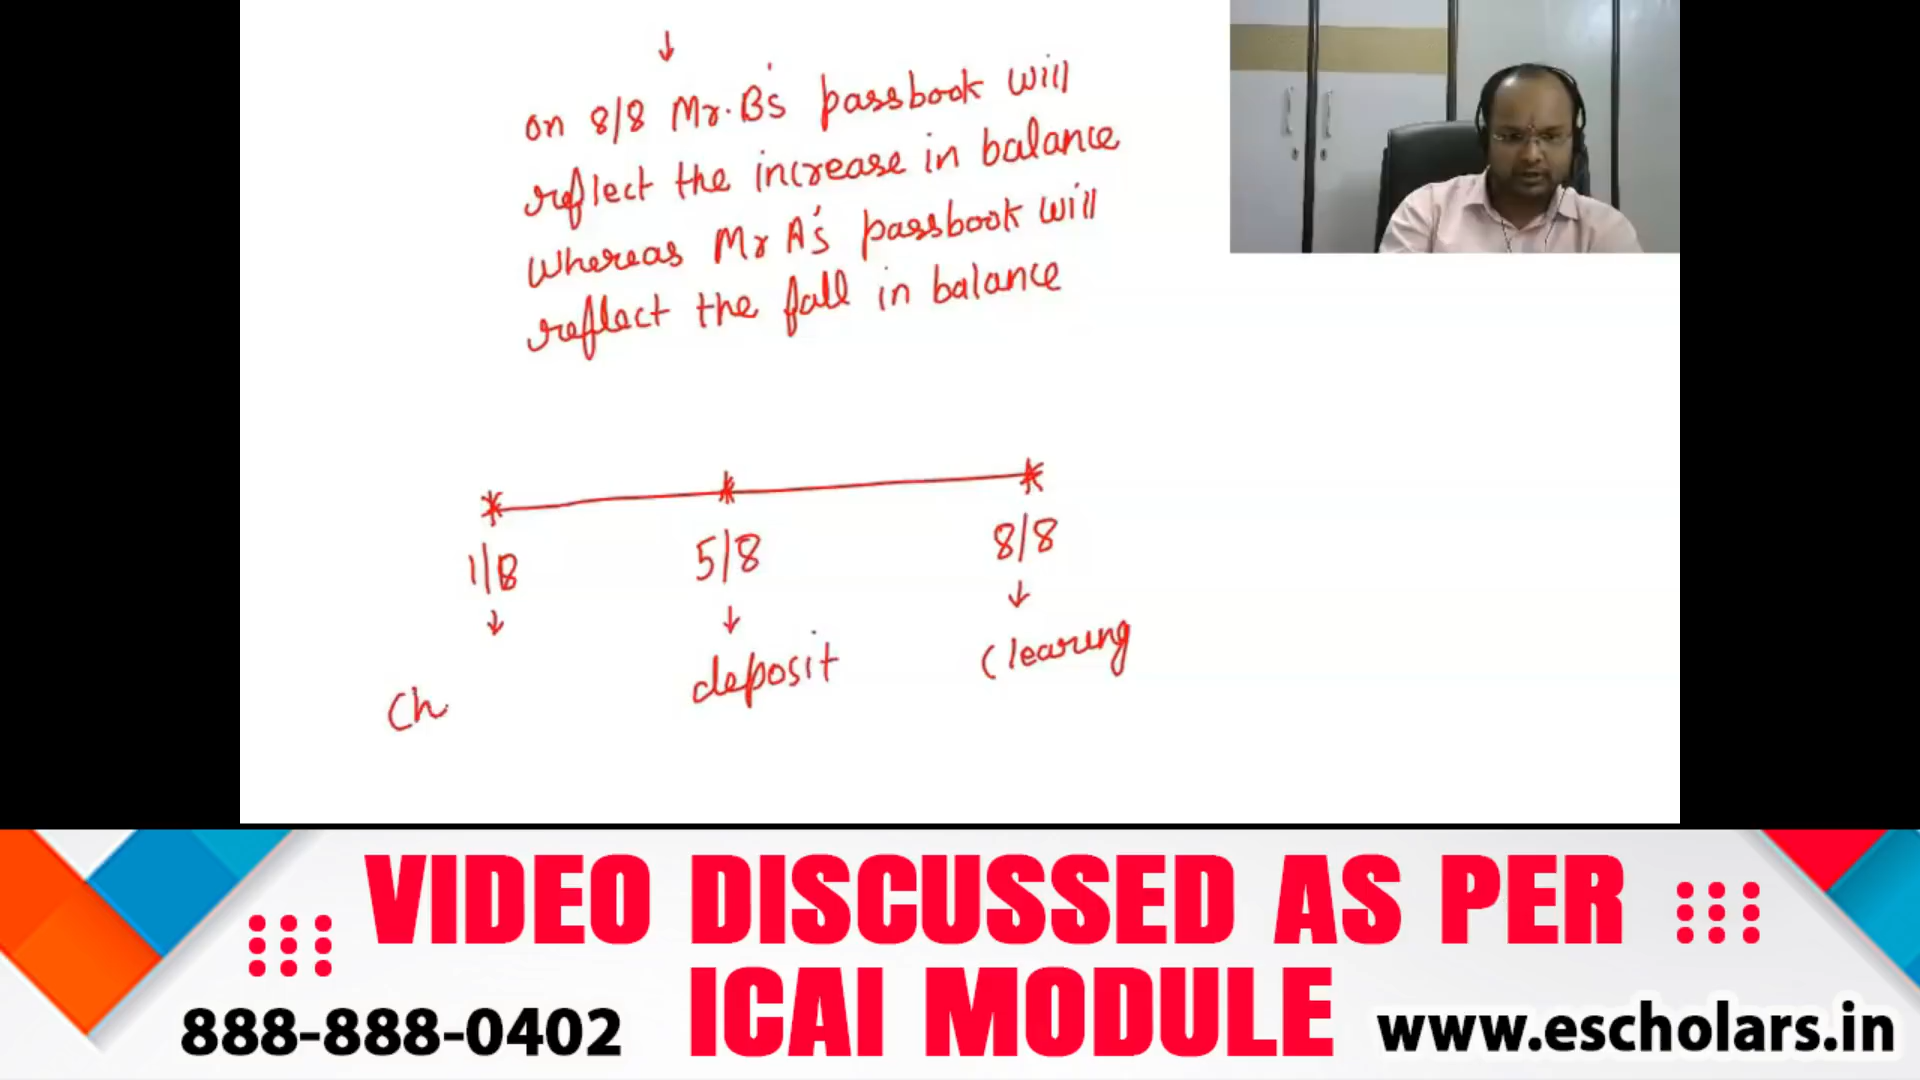 on 8/8 Mr. B's passbook will
reflect the increase in balance
whereas Mr A's passbook will
reflect the fall in balance
1/8 5/8 8/8
Ch deposit Clearing
VIDEO DISCUSSED AS PER
ICAI MODULE
888-888-0402
www.escholars.in